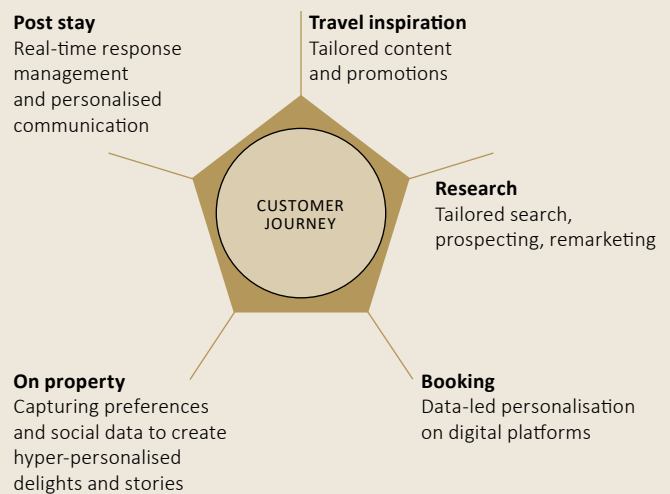 Post stay
Real-time response
management
and personalised
communication
Travel inspiration
Tailored content
and promotions
CUSTOMER
JOURNEY
Research
Tailored search,
prospecting, remarketing
On property
Capturing preferences
and social data to create
hyper-personalised
delights and stories
Booking
Data-led personalisation
on digital platforms